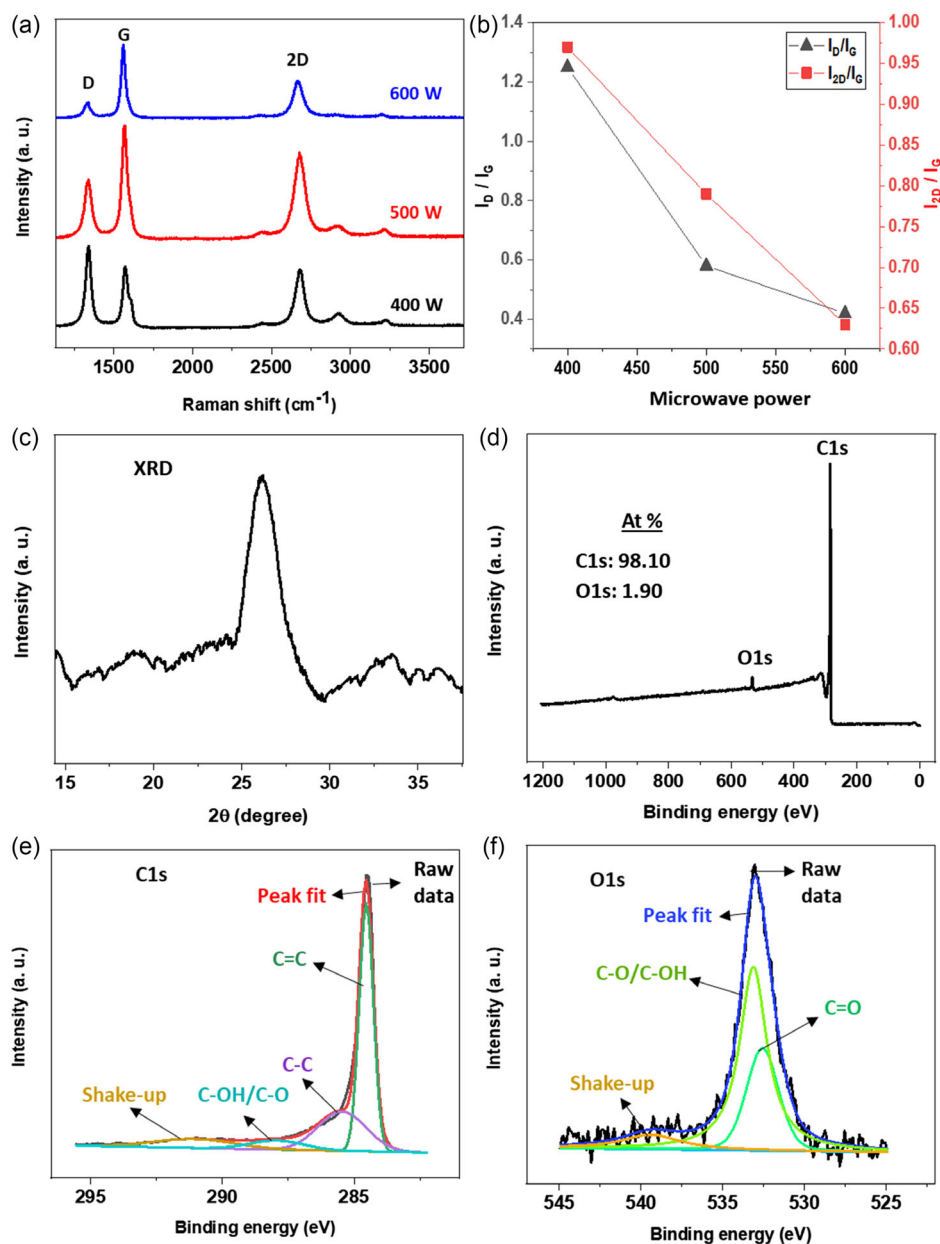 (a)
G
D
2D
600 W
500 W
400 W
Intensity (a. u.)
1500 2000 2500 3000 3500
Raman shift (cm-1)
(b)
1.4
1.2
1.0
0.8
0.6
0.4
ID / IG
ID/IG
I2D/IG
1.00
0.95
0.90
0.85
0.80
0.75
0.70
0.65
0.60
I2D / IG
400 450 500 550 600
Microwave power
(c)
XRD
Intensity (a. u.)
15 20 25 30 35
2θ (degree)
(d)
C1s
At %
C1s: 98.10
O1s: 1.90
O1s
Intensity (a. u.)
1200 1000 800 600 400 200 0
Binding energy (eV)
(e)
C1s
Peak fit
Raw
data
C=C
C-C
C-OH/C-O
Shake-up
Intensity (a. u.)
295 290 285
Binding energy (eV)
(f)
O1s
Raw
data
Peak fit
C-O/C-OH
C=O
Shake-up
Intensity (a. u.)
545 540 535 530 525
Binding energy (eV)